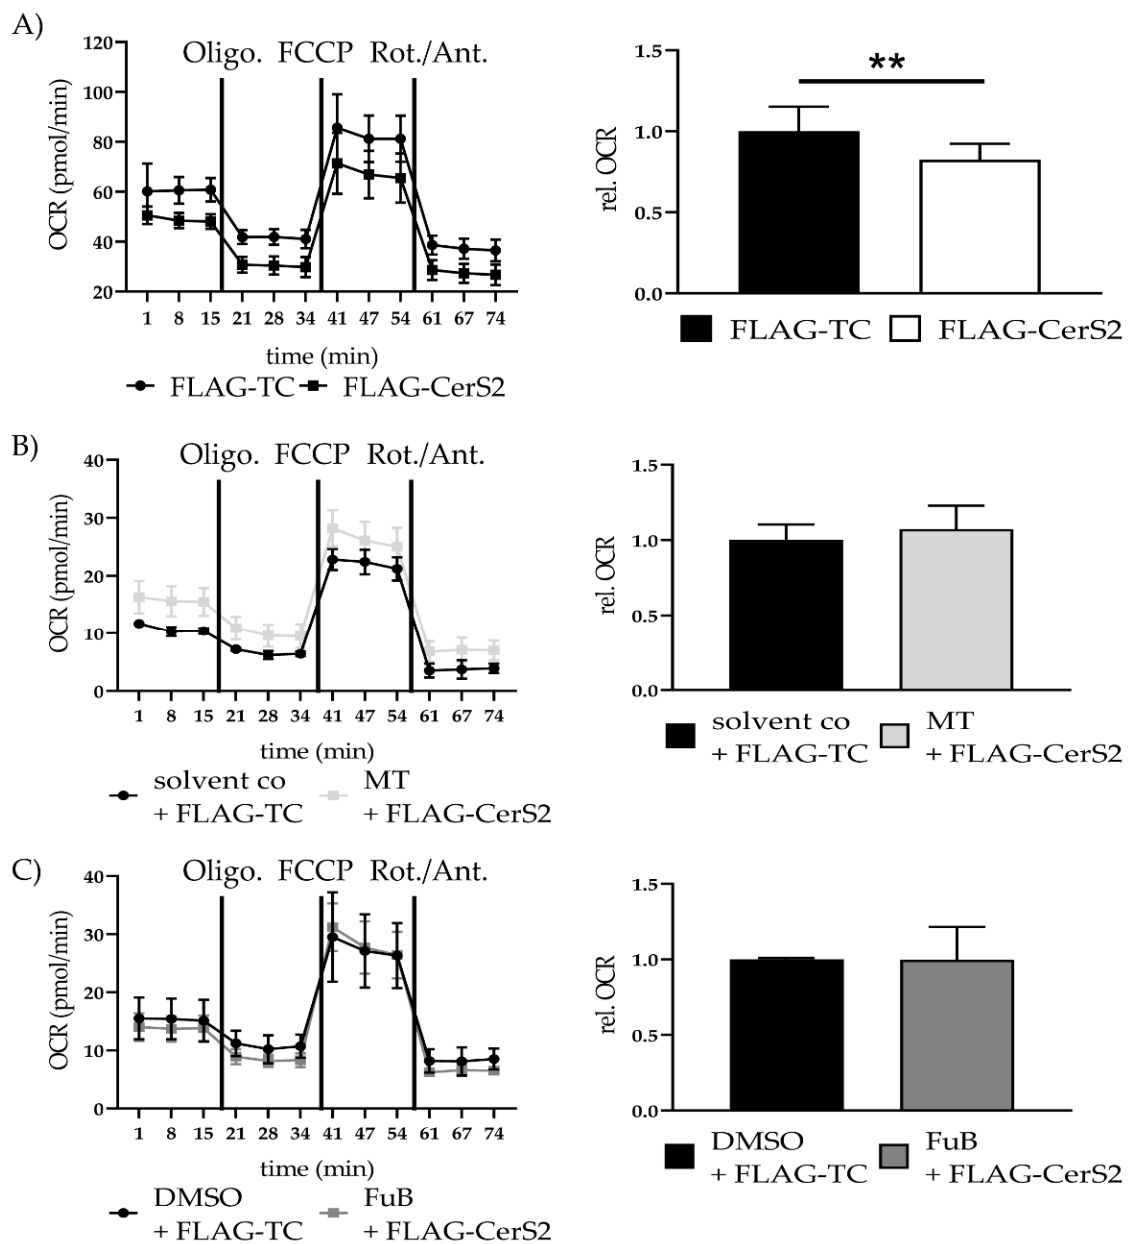 A)
Oligo. FCCP Rot./Ant.
OCR (pmol/min)
120
100
80
60
40
20
1 8 15 21 28 34 41 47 54 61 67 74
time (min)
FLAG-TC FLAG-CerS2
rel. OCR
1.5
1.0
0.5
0.0
**
FLAG-TC FLAG-CerS2
B)
Oligo. FCCP Rot./Ant.
OCR (pmol/min)
40
30
20
10
0
1 8 15 21 28 34 41 47 54 61 67 74
time (min)
solvent co MT
+ FLAG-TC + FLAG-CerS2
rel. OCR
1.5
1.0
0.5
0.0
solvent co MT
+ FLAG-TC + FLAG-CerS2
C)
Oligo. FCCP Rot./Ant.
OCR (pmol/min)
40
30
20
10
0
1 8 15 21 28 34 41 47 54 61 67 74
time (min)
DMSO FuB
+ FLAG-TC + FLAG-CerS2
rel. OCR
1.5
1.0
0.5
0.0
DMSO FuB
+ FLAG-TC + FLAG-CerS2